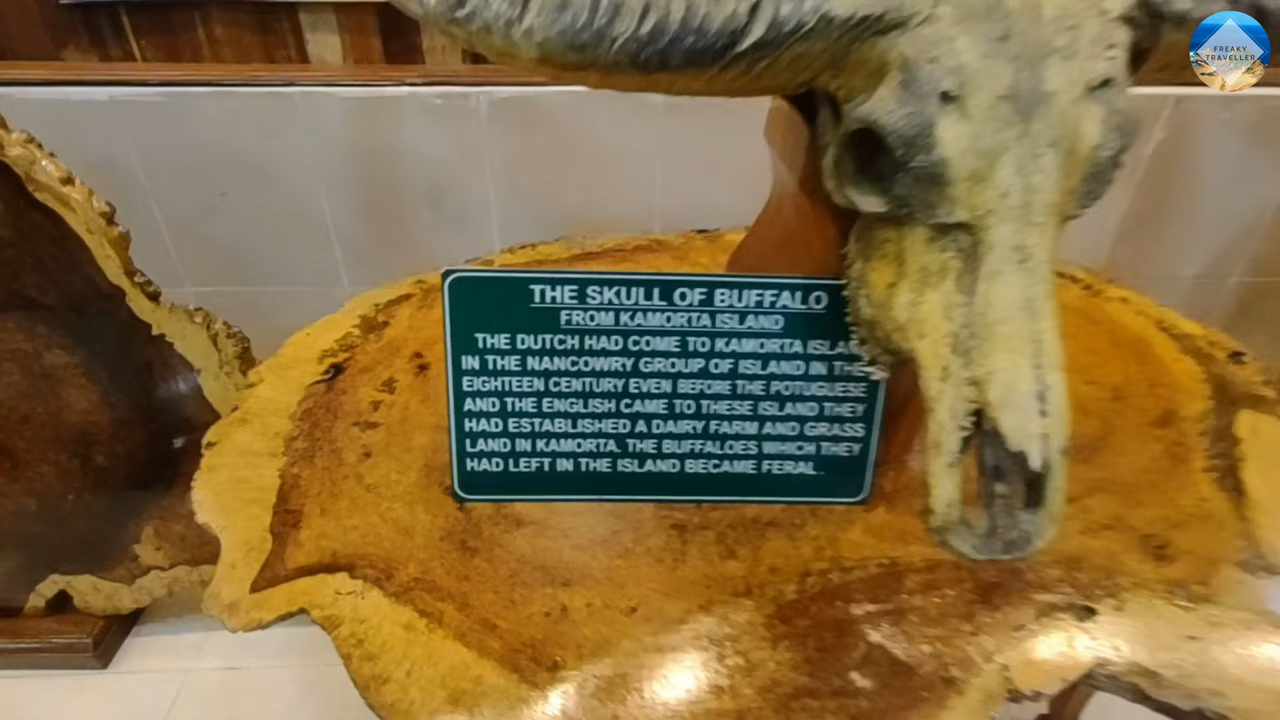 FREAKY
TRAVELLER
THE SKULL OF BUFFALO
FROM KAMORTA ISLAND
THE DUTCH HAD COME TO KAMORTA
IN THE NANCOWRY GROUP OF ISLAND IN THE
EIGHTEEN CENTURY EVEN BEFORE THE POTUGUESE
AND THE ENGLISH CAME TO THESE ISLAND THEY
HAD ESTABLISHED A DAIRY FARM AND GRASS
LAND IN KAMORTA. THE BUFFALOES WHICH THEY
HAD LEFT IN THE ISLAND BECAME FERAL.